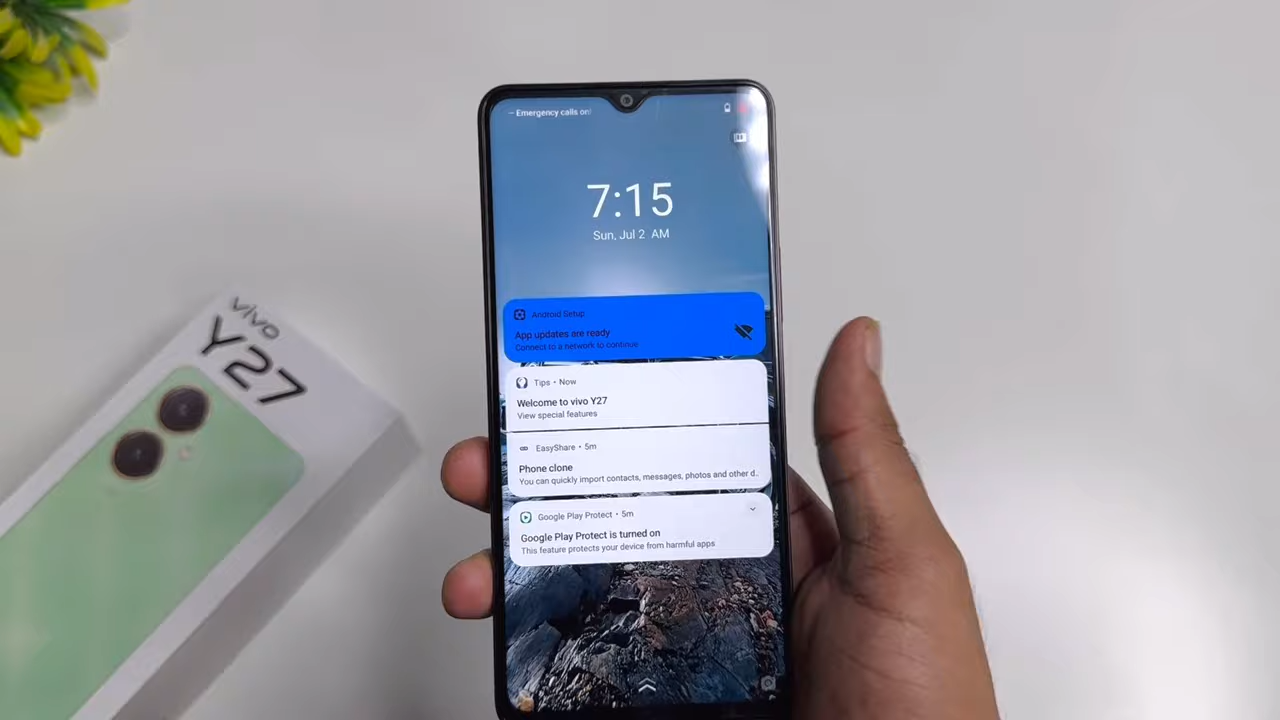 vivo
Y27
– Emergency calls onl
7:15
Sun, Jul 2 AM
Android Setup
App updates are ready
Connect to a network to continue
Tips • Now
Welcome to vivo Y27
View special features
EasyShare • 5m
Phone clone
You can quickly import contacts, messages, photos and other d..
Google Play Protect • 5m
Google Play Protect is turned on
This feature protects your device from harmful apps